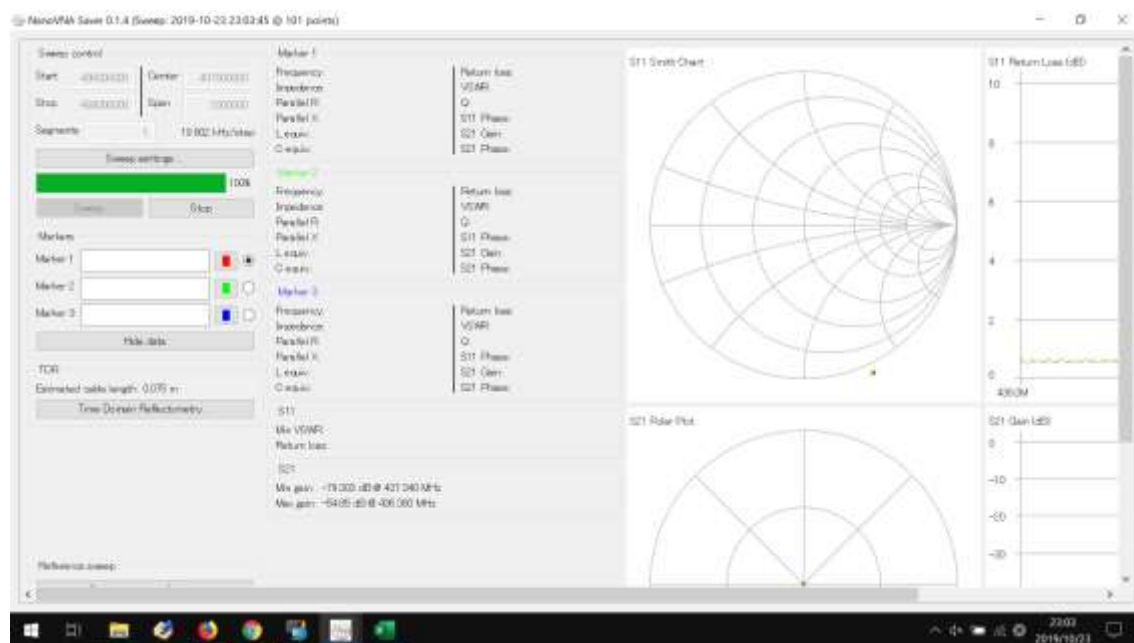 NanoVNA Saver 0.1.4 (Sweep: 2019-10-23 23:03:45 @ 101 points)
Sweep control
Start
Center
Stop
Span
Segments
1
Sweep settings...
100%
Sweep
Stop
Markers
Marker 1
Marker 2
Marker 3
Hide data
TDR
Estimated cable length: 0.075 m
Time Domain Reflectometry...
Reference sweep
Marker 1
Frequency: Return loss:
Impedance: VSWR:
Parallel R: Q:
Parallel X: S11 Phase:
L equiv.: S21 Gain:
C equiv.: S21 Phase:
Marker 2
Frequency: Return loss:
Impedance: VSWR:
Parallel R: Q:
Parallel X: S11 Phase:
L equiv.: S21 Gain:
C equiv.: S21 Phase:
Marker 3
Frequency: Return loss:
Impedance: VSWR:
Parallel R: Q:
Parallel X: S11 Phase:
L equiv.: S21 Gain:
C equiv.: S21 Phase:
S11
Min VSWR:
Return loss:
S21
Min gain:
Max gain:
S11 Smith Chart
S11 Return Loss (dB)
10
8
6
4
2
0
S21 Polar Plot
S21 Gain (dB)
0
-10
-20
-30
23:03
2019/10/23